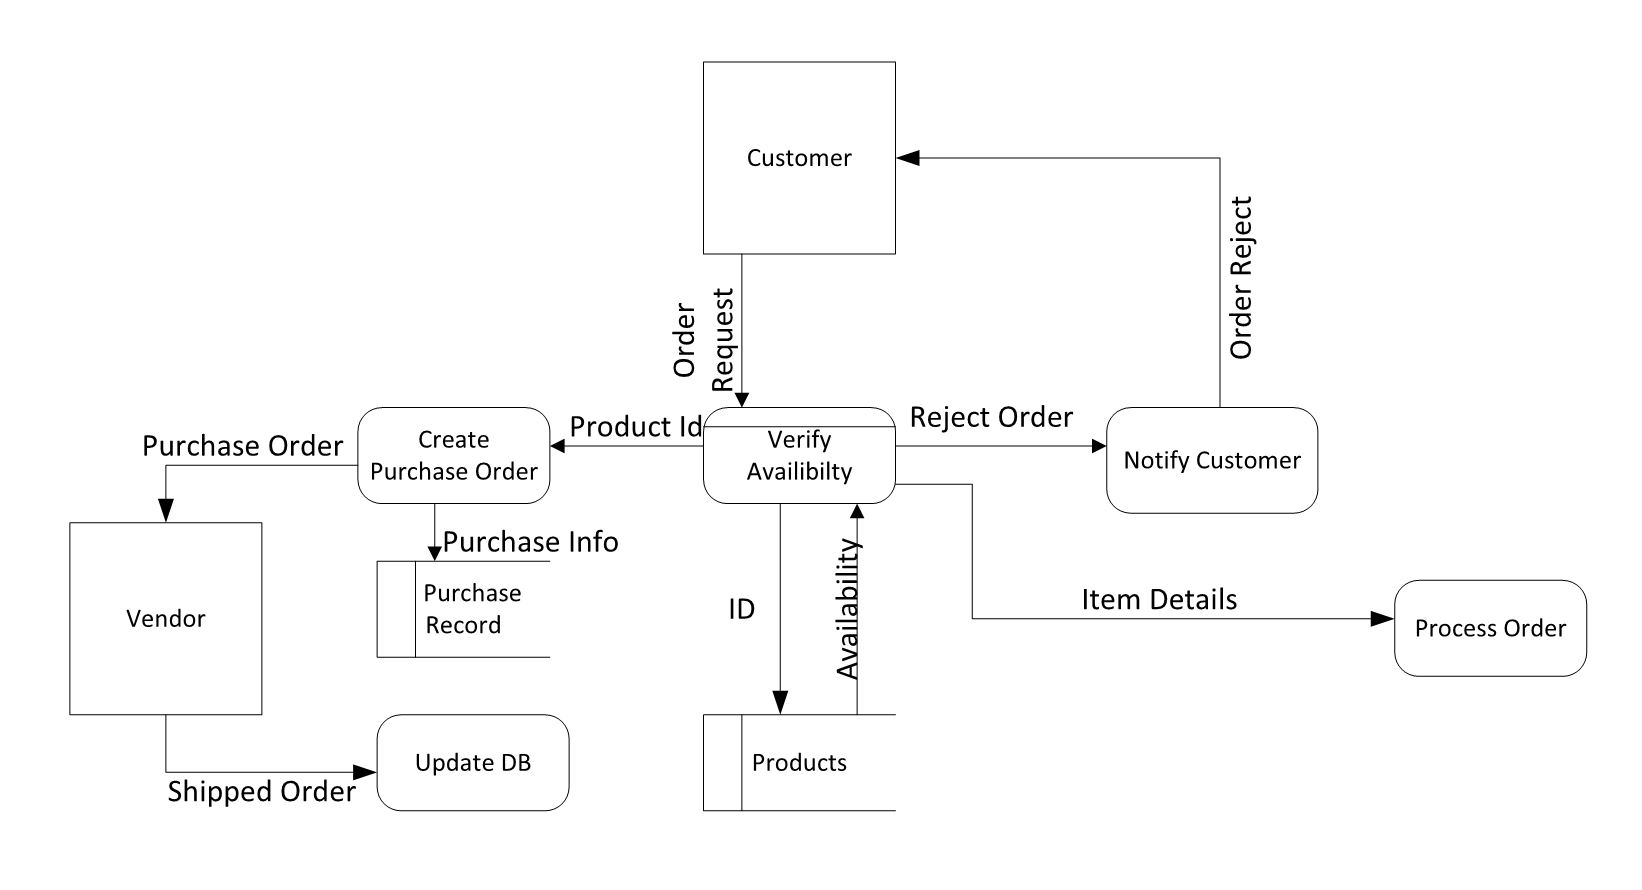 Customer
Order Reject
Order
Request
Purchase Order
Create
Purchase Order
Product Id
Verify
Availibilty
Reject Order
Notify Customer
Purchase Info
Vendor
Purchase
Record
ID
Availability
Item Details
Process Order
Shipped Order
Update DB
Products